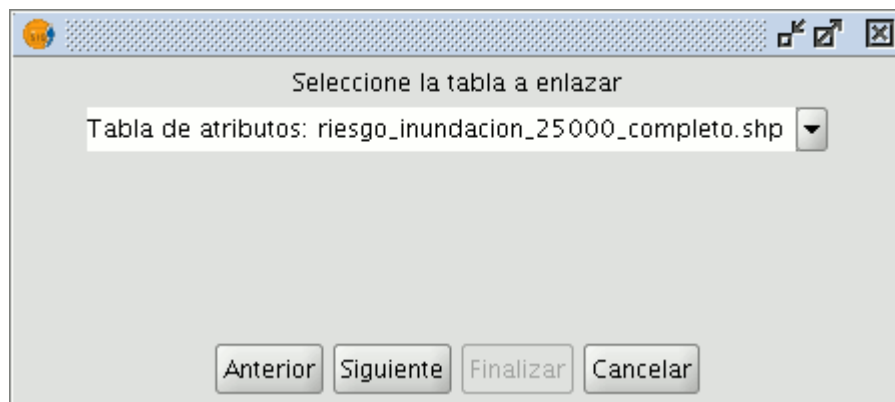 Seleccione la tabla a enlazar
Tabla de atributos: riesgo_inundacion_25000_completo.shp
Anterior Siguiente Finalizar Cancelar